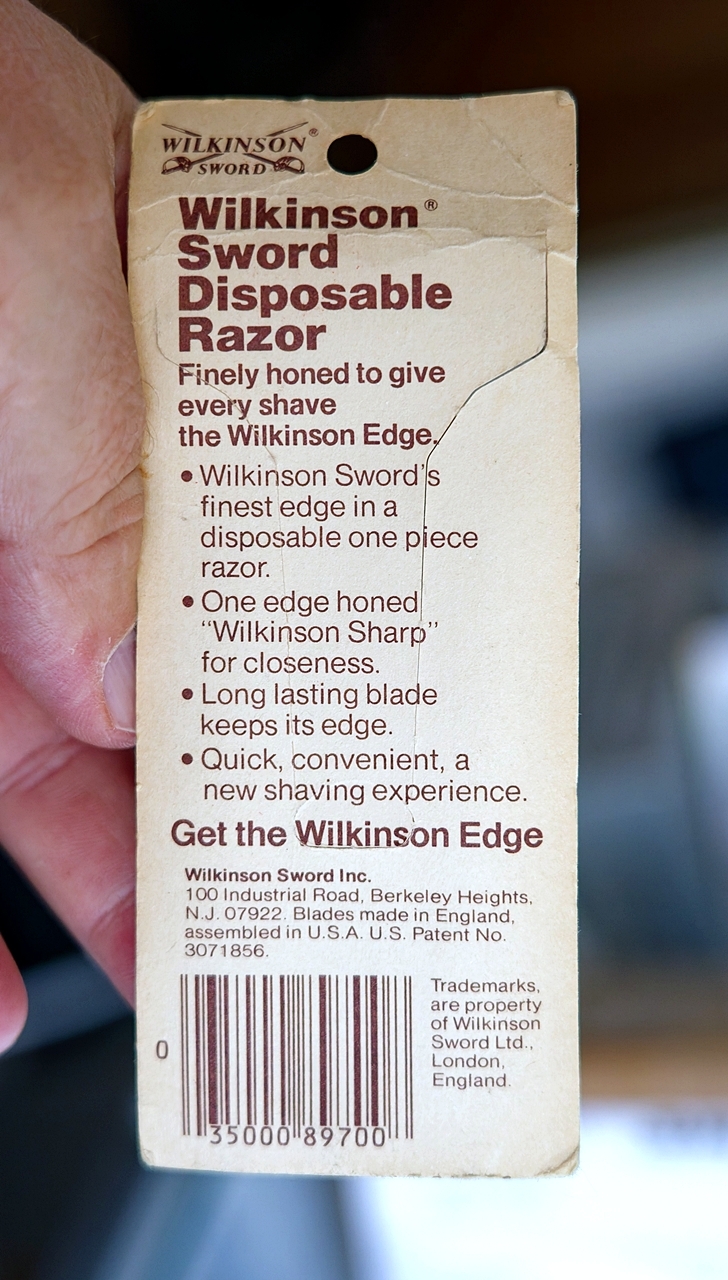 WILKINSON®
SWORD
Wilkinson®
Sword
Disposable
Razor
Finely honed to give
every shave
the Wilkinson Edge.
• Wilkinson Sword's
finest edge in a
disposable one piece
razor.
• One edge honed
“Wilkinson Sharp”
for closeness.
• Long lasting blade
keeps its edge.
• Quick, convenient, a
new shaving experience.
Get the Wilkinson Edge
Wilkinson Sword Inc.
100 Industrial Road, Berkeley Heights,
N.J. 07922. Blades made in England,
assembled in U.S.A. U.S. Patent No.
3071856.
Trademarks,
are property
of Wilkinson
Sword Ltd.,
London,
England.
0 35000 89700